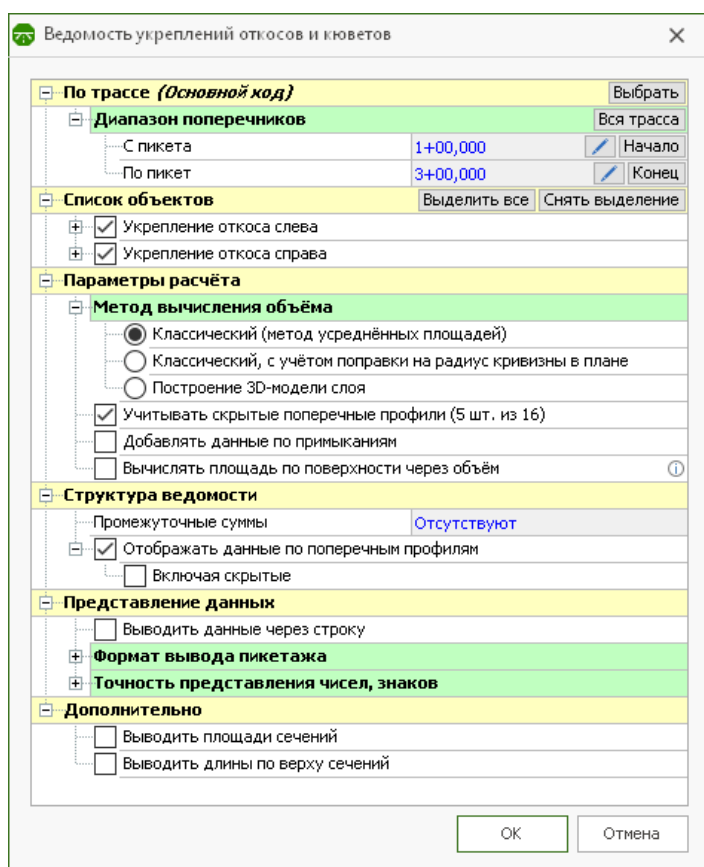 Ведомость укреплений откосов и кюветов
По трассе (Основной ход) Выбрать
Диапазон поперечников Вся трасса
С пикета 1+00,000 Начало
По пикет 3+00,000 Конец
Список объектов Выделить все Снять выделение
Укрепление откоса слева
Укрепление откоса справа
Параметры расчёта
Метод вычисления объёма
Классический (метод усреднённых площадей)
Классический, с учётом поправки на радиус кривизны в плане
Построение 3D-модели слоя
Учитывать скрытые поперечные профили (5 шт. из 16)
Добавлять данные по примыканиям
Вычислять площадь по поверхности через объём
Структура ведомости
Промежуточные суммы Отсутствуют
Отображать данные по поперечным профилям
Включая скрытые
Представление данных
Выводить данные через строку
Формат вывода пикетажа
Точность представления чисел, знаков
Дополнительно
Выводить площади сечений
Выводить длины по верху сечений
ОК Отмена